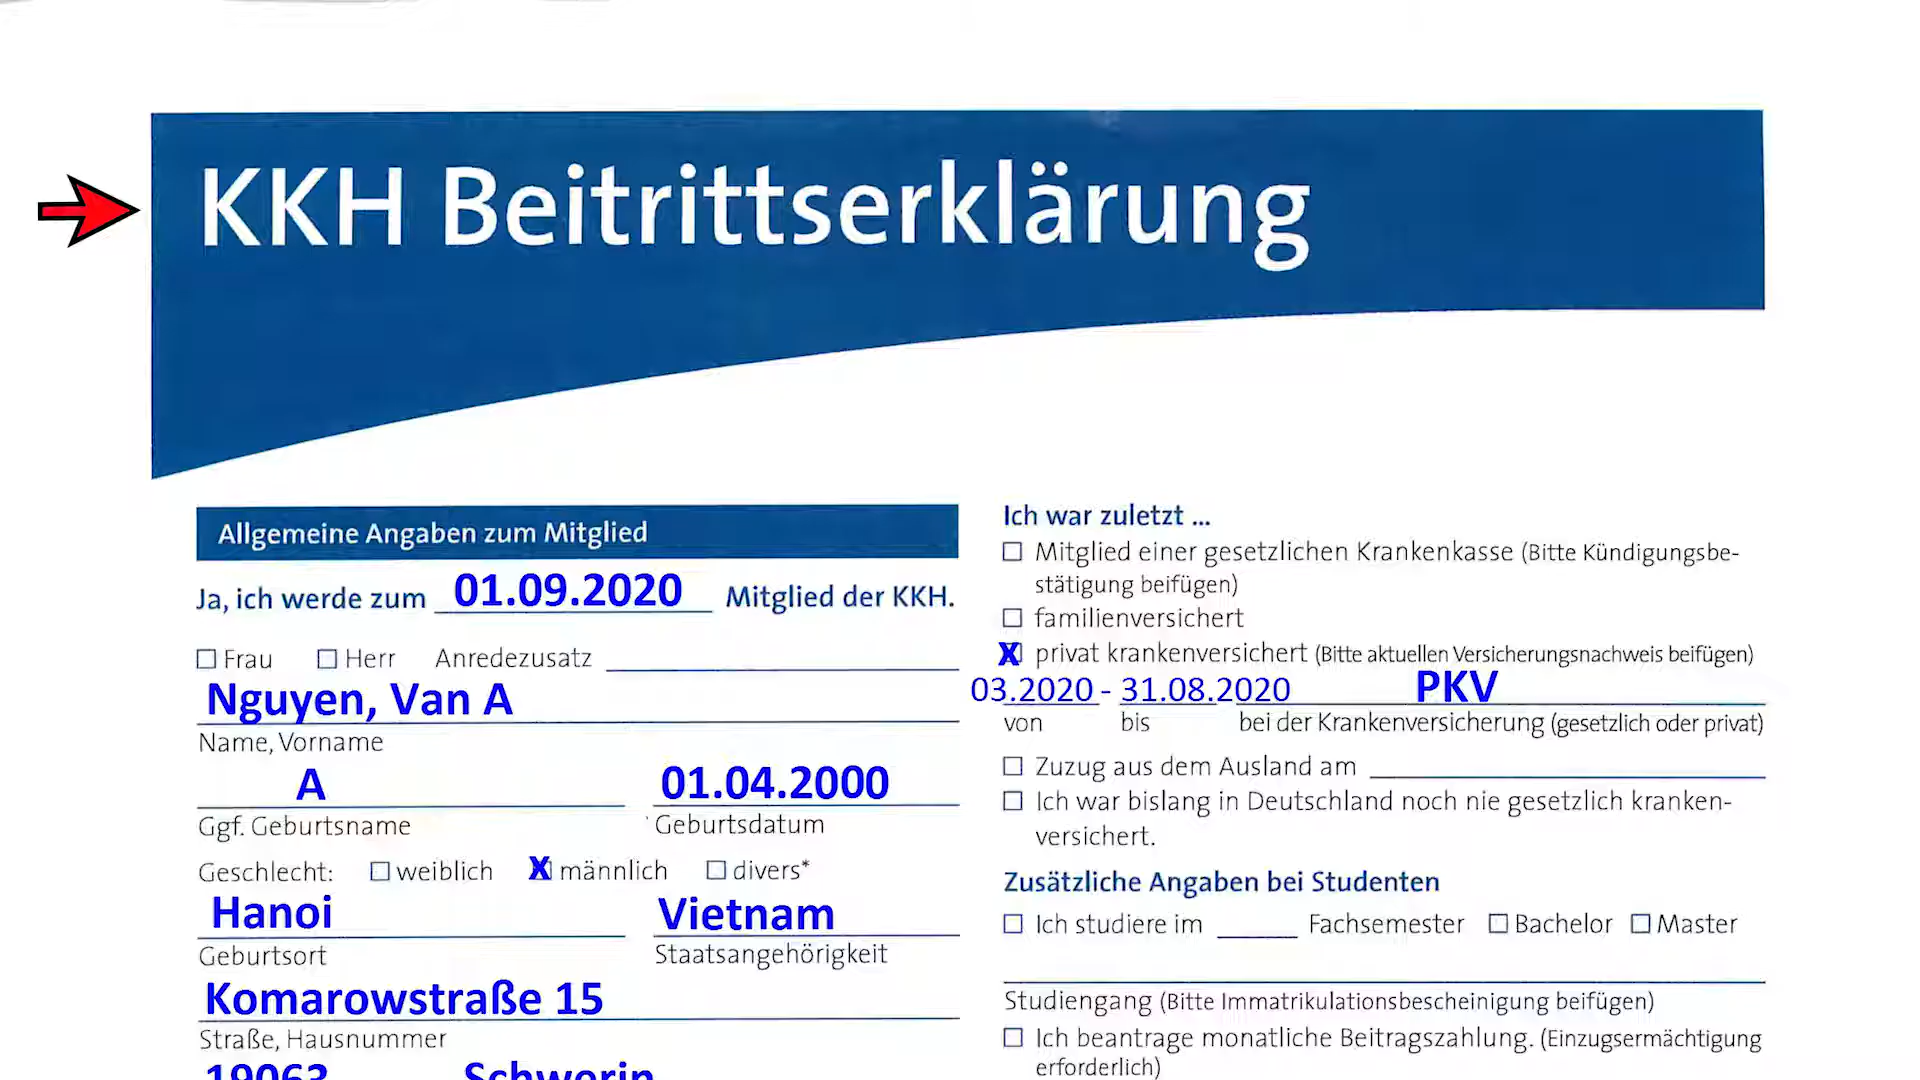 KKH Beitrittserklärung
Allgemeine Angaben zum Mitglied
Ja, ich werde zum 01.09.2020 Mitglied der KKH.
Frau Herr Anredezusatz
Nguyen, Van A
Name, Vorname
A 01.04.2000
Ggf. Geburtsname Geburtsdatum
Geschlecht: weiblich X männlich divers*
Hanoi Vietnam
Geburtsort Staatsangehörigkeit
Komarowstraße 15
Straße, Hausnummer
19063 Schwerin
Ich war zuletzt ...
Mitglied einer gesetzlichen Krankenkasse (Bitte Kündigungsbe-
stätigung beifügen)
familienversichert
X privat krankenversichert (Bitte aktuellen Versicherungsnachweis beifügen)
03.2020 - 31.08.2020 PKV
von bis bei der Krankenversicherung (gesetzlich oder privat)
Zuzug aus dem Ausland am
Ich war bislang in Deutschland noch nie gesetzlich kranken-
versichert.
Zusätzliche Angaben bei Studenten
Ich studiere im Fachsemester Bachelor Master
Studiengang (Bitte Immatrikulationsbescheinigung beifügen)
Ich beantrage monatliche Beitragszahlung. (Einzugsermächtigung
erforderlich)